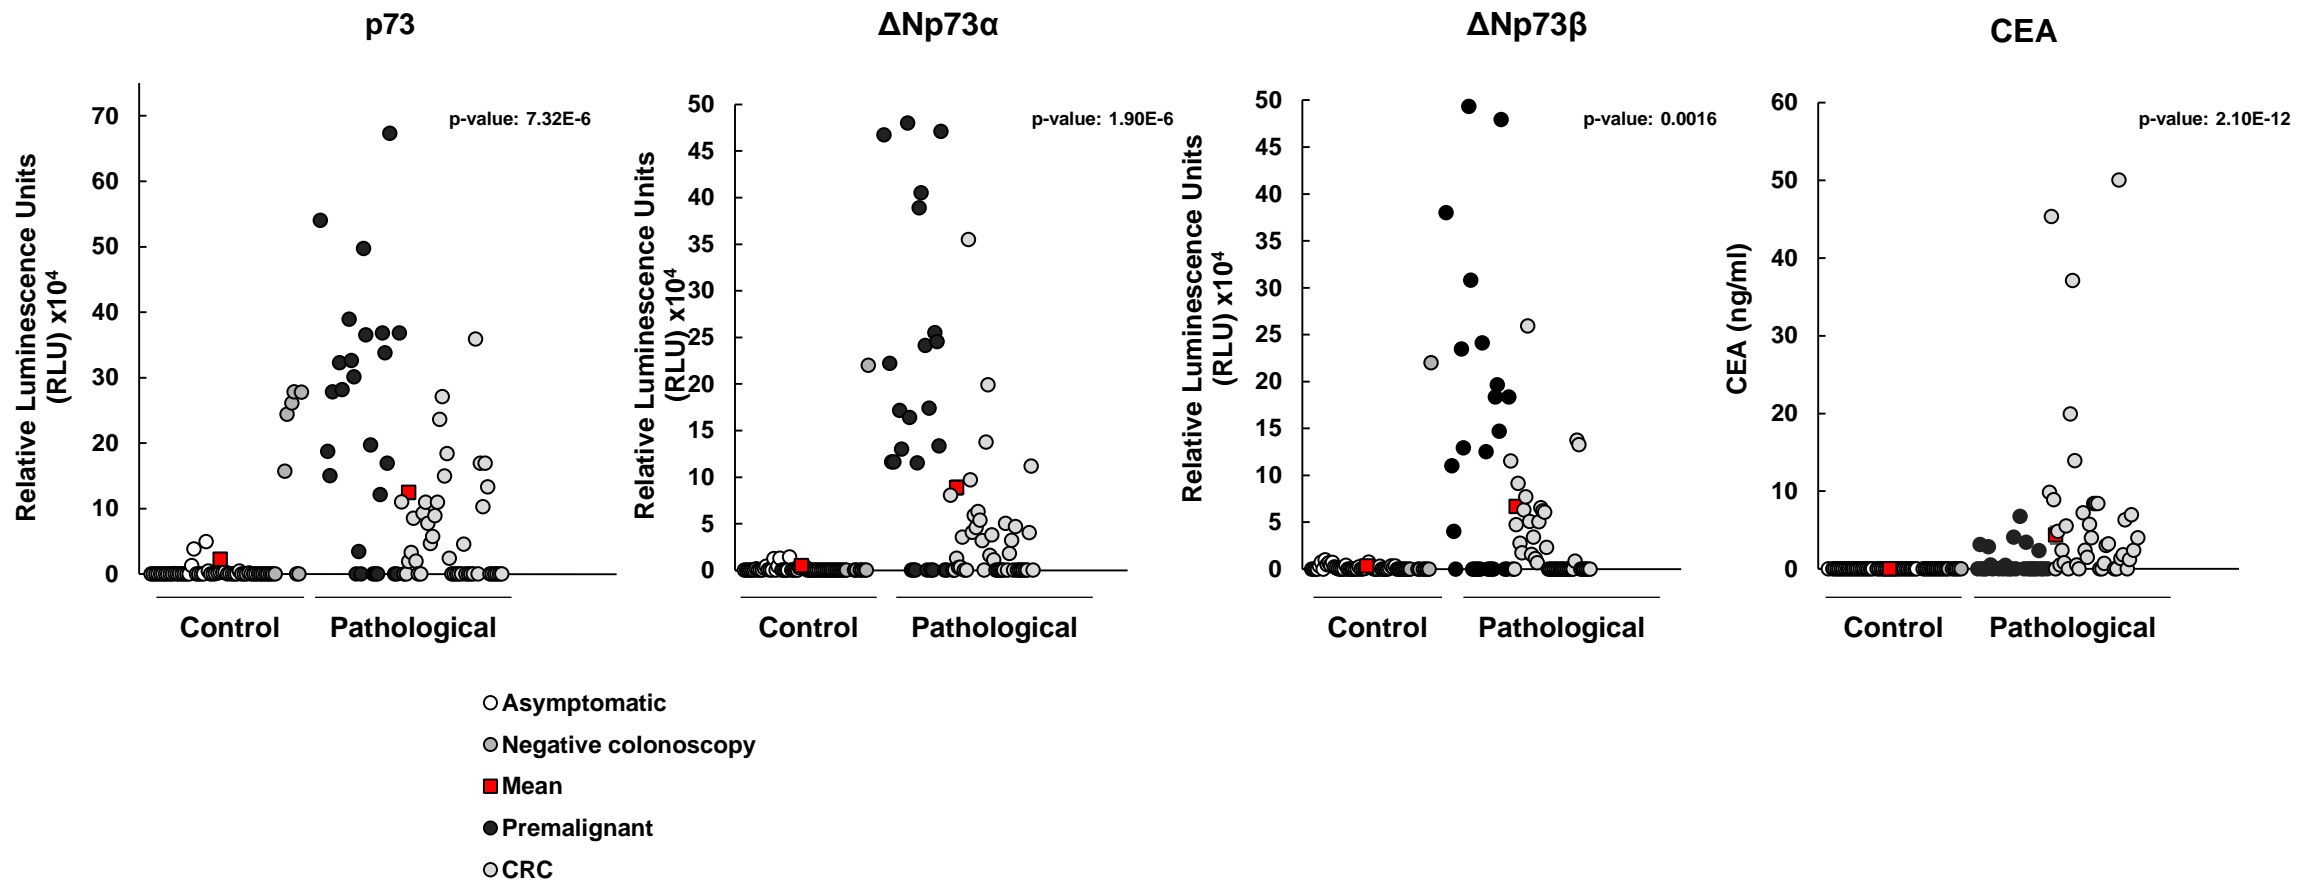 p73
ΔNp73α
ΔNp73β
CEA
p-value: 7.32E-6
p-value: 1.90E-6
p-value: 0.0016
p-value: 2.10E-12
Relative Luminescence Units
(RLU) x10⁴
70
60
50
40
30
20
10
0
Control
Pathological
Relative Luminescence Units
(RLU) x10⁴
50
45
40
35
30
25
20
15
10
5
0
Control
Pathological
Relative Luminescence Units
(RLU) x10⁴
50
45
40
35
30
25
20
15
10
5
0
Control
Pathological
CEA (ng/ml)
60
50
40
30
20
10
0
Control
Pathological
Asymptomatic
Negative colonoscopy
Mean
Premalignant
CRC